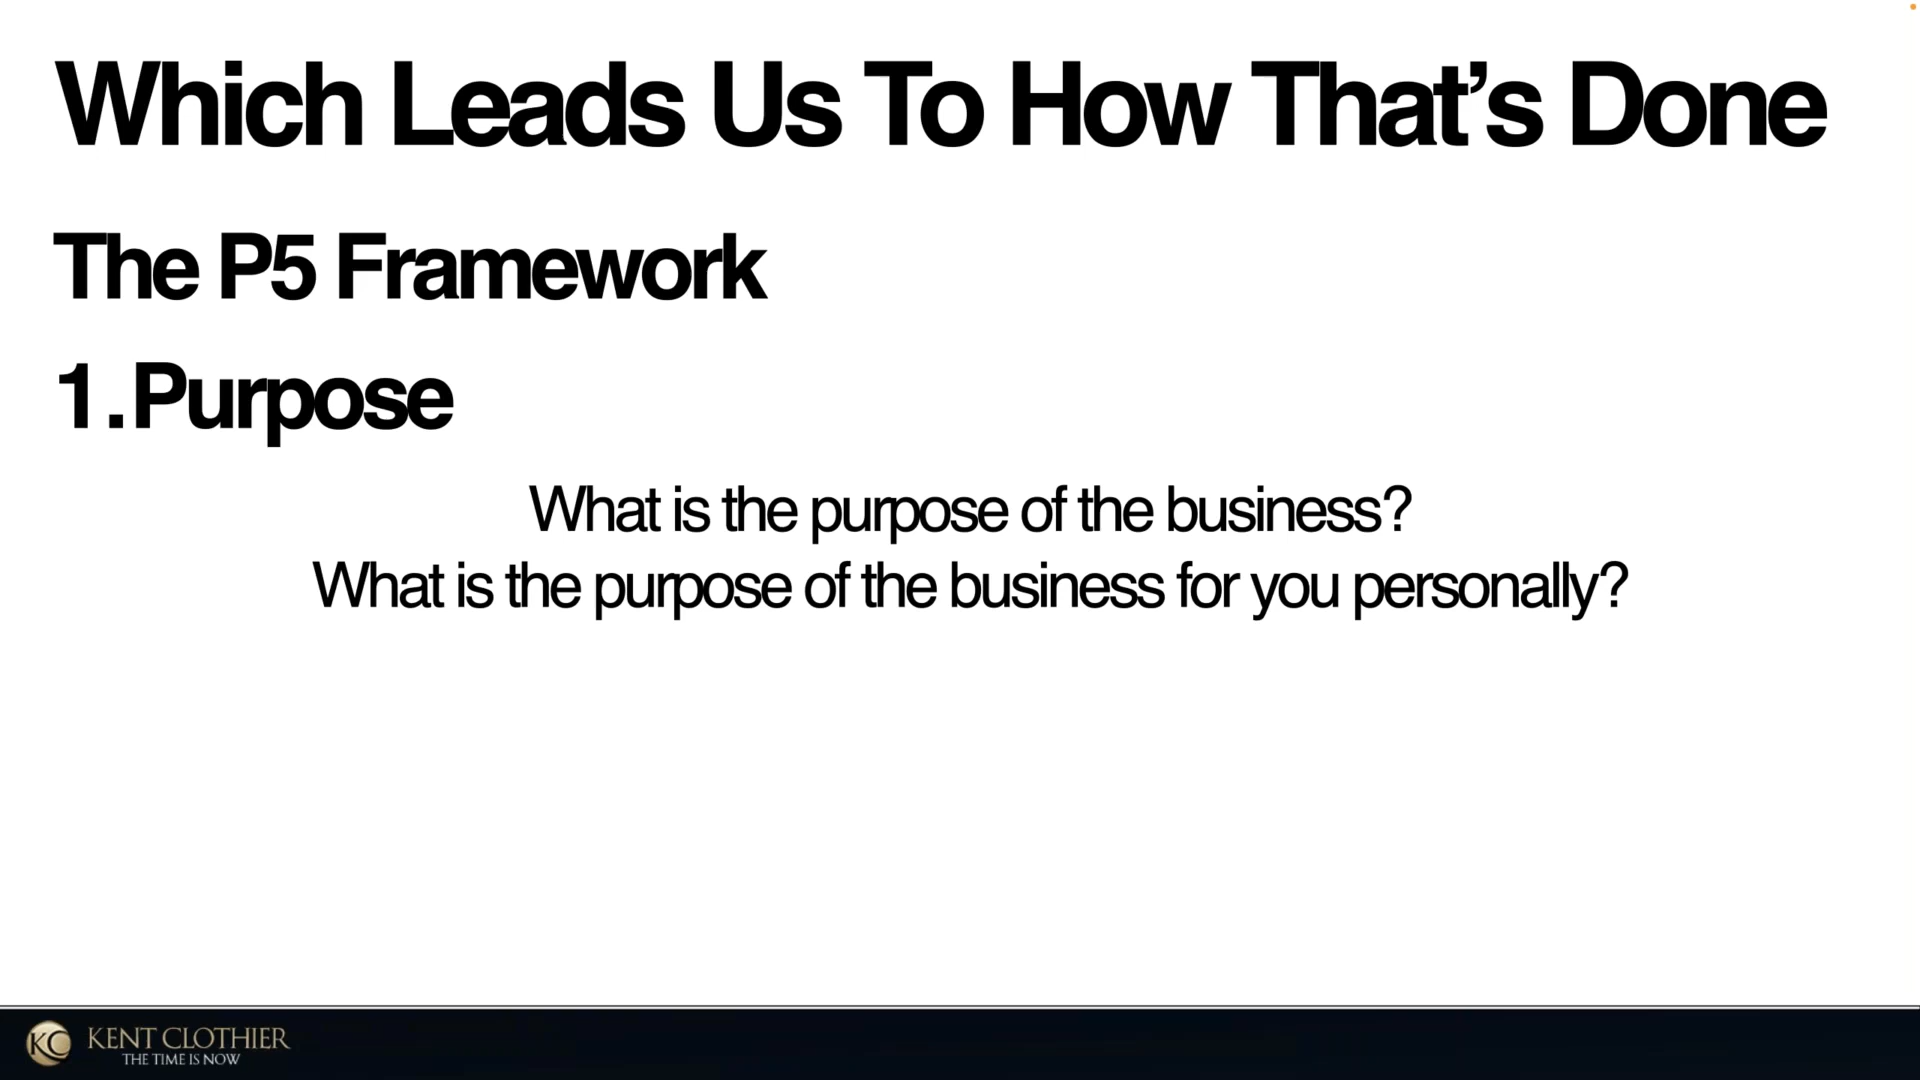 Which Leads Us To How That’s Done
The P5 Framework
1. Purpose
What is the purpose of the business?
What is the purpose of the business for you personally?
KC KENT CLOTHIER
THE TIME IS NOW